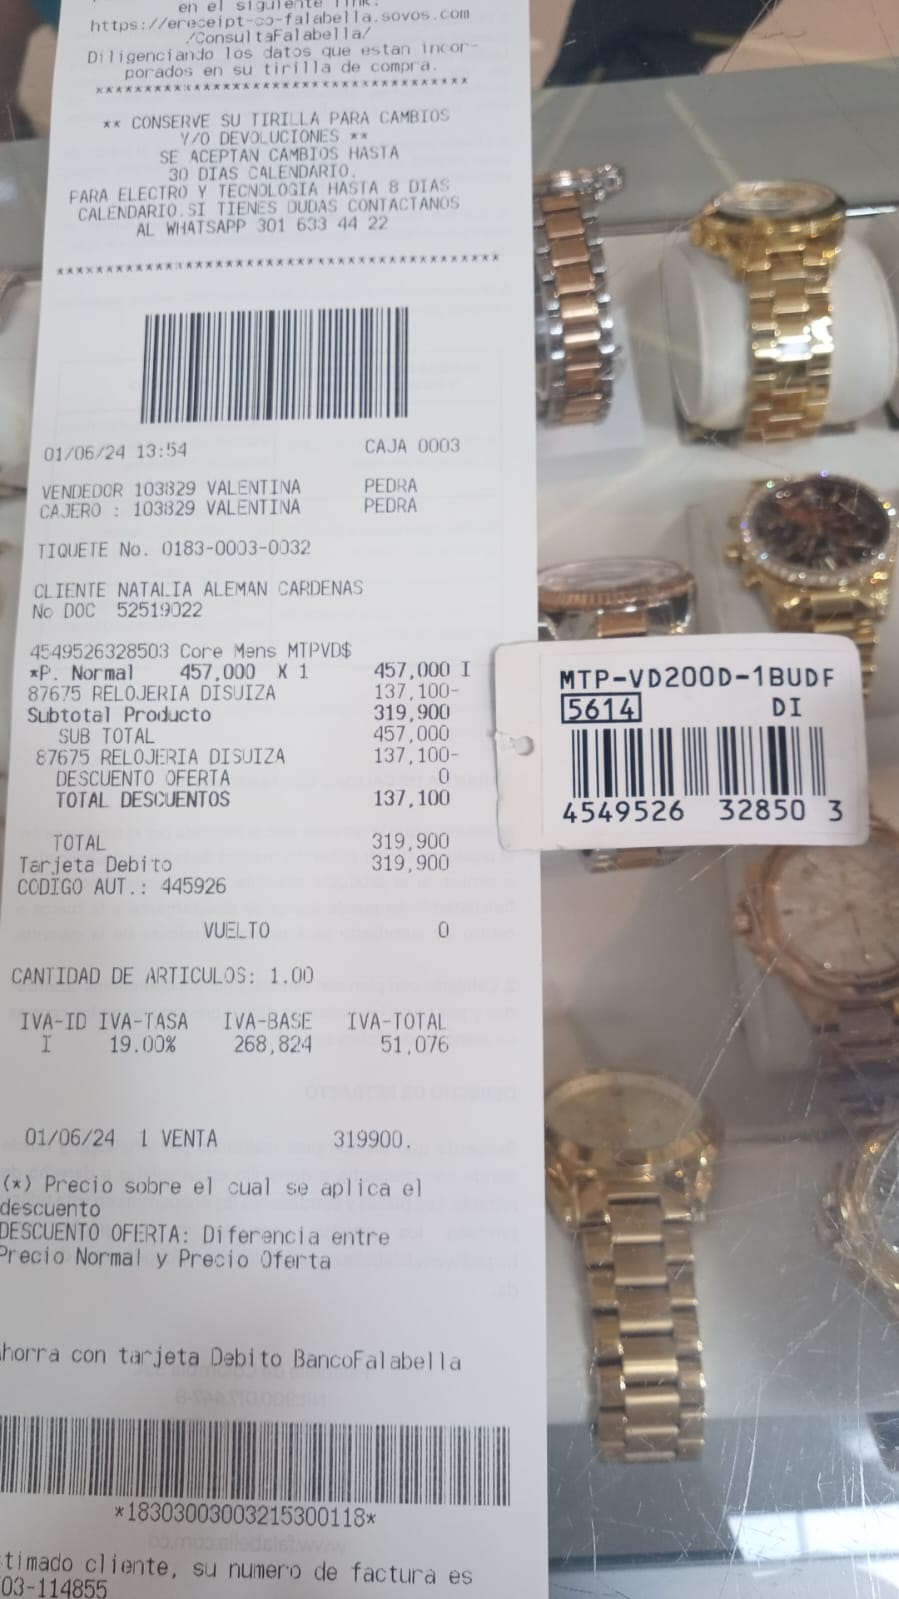 en el siguiente link:
https://ereceipt-co-falabella.sovos.com
/ConsultaFalabella/
Diligenciando los datos que estan incor-
porados en su tirilla de compra.
******************************************
** CONSERVE SU TIRILLA PARA CAMBIOS
Y/O DEVOLUCIONES **
SE ACEPTAN CAMBIOS HASTA
30 DIAS CALENDARIO.
PARA ELECTRO Y TECNOLOGIA HASTA 8 DIAS
CALENDARIO.SI TIENES DUDAS CONTACTANOS
AL WHATSAPP 301 633 44 22
******************************************
01/06/24 13:54 CAJA 0003
VENDEDOR 103829 VALENTINA PEDRA
CAJERO : 103829 VALENTINA PEDRA
TIQUETE No. 0183-0003-0032
CLIENTE NATALIA ALEMAN CARDENAS
No DOC 52519022
4549526328503 Core Mens MTPVD$
*P. Normal 457,000 X 1 457,000 I
87675 RELOJERIA DISUIZA 137,100-
Subtotal Producto 319,900
SUB TOTAL 457,000
87675 RELOJERIA DISUIZA 137,100-
DESCUENTO OFERTA 0
TOTAL DESCUENTOS 137,100
TOTAL 319,900
Tarjeta Debito 319,900
CODIGO AUT.: 445926
VUELTO 0
CANTIDAD DE ARTICULOS: 1.00
IVA-ID IVA-TASA IVA-BASE IVA-TOTAL
I 19.00% 268,824 51,076
01/06/24 1 VENTA 319900.
(*) Precio sobre el cual se aplica el
descuento
DESCUENTO OFERTA: Diferencia entre
Precio Normal y Precio Oferta
horra con tarjeta Debito BancoFalabella
*18303003003215300118*
timado cliente, su numero de factura es
03-114855
MTP-VD200D-1BUDF
5614 DI
4549526 32850 3